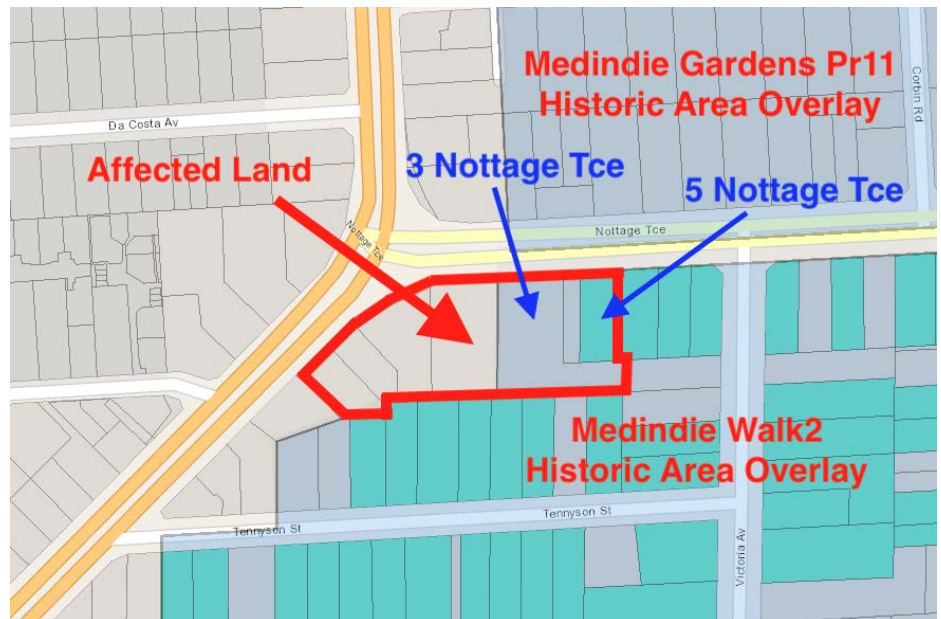 Medindie Gardens Pr11
Historic Area Overlay
Corbin Rd
Da Costa Av
Affected Land
3 Nottage Tce
5 Nottage Tce
Nottage Tce
Nottage Tce
Medindie Walk2
Historic Area Overlay
Tennyson St
Tennyson St
Victoria Av